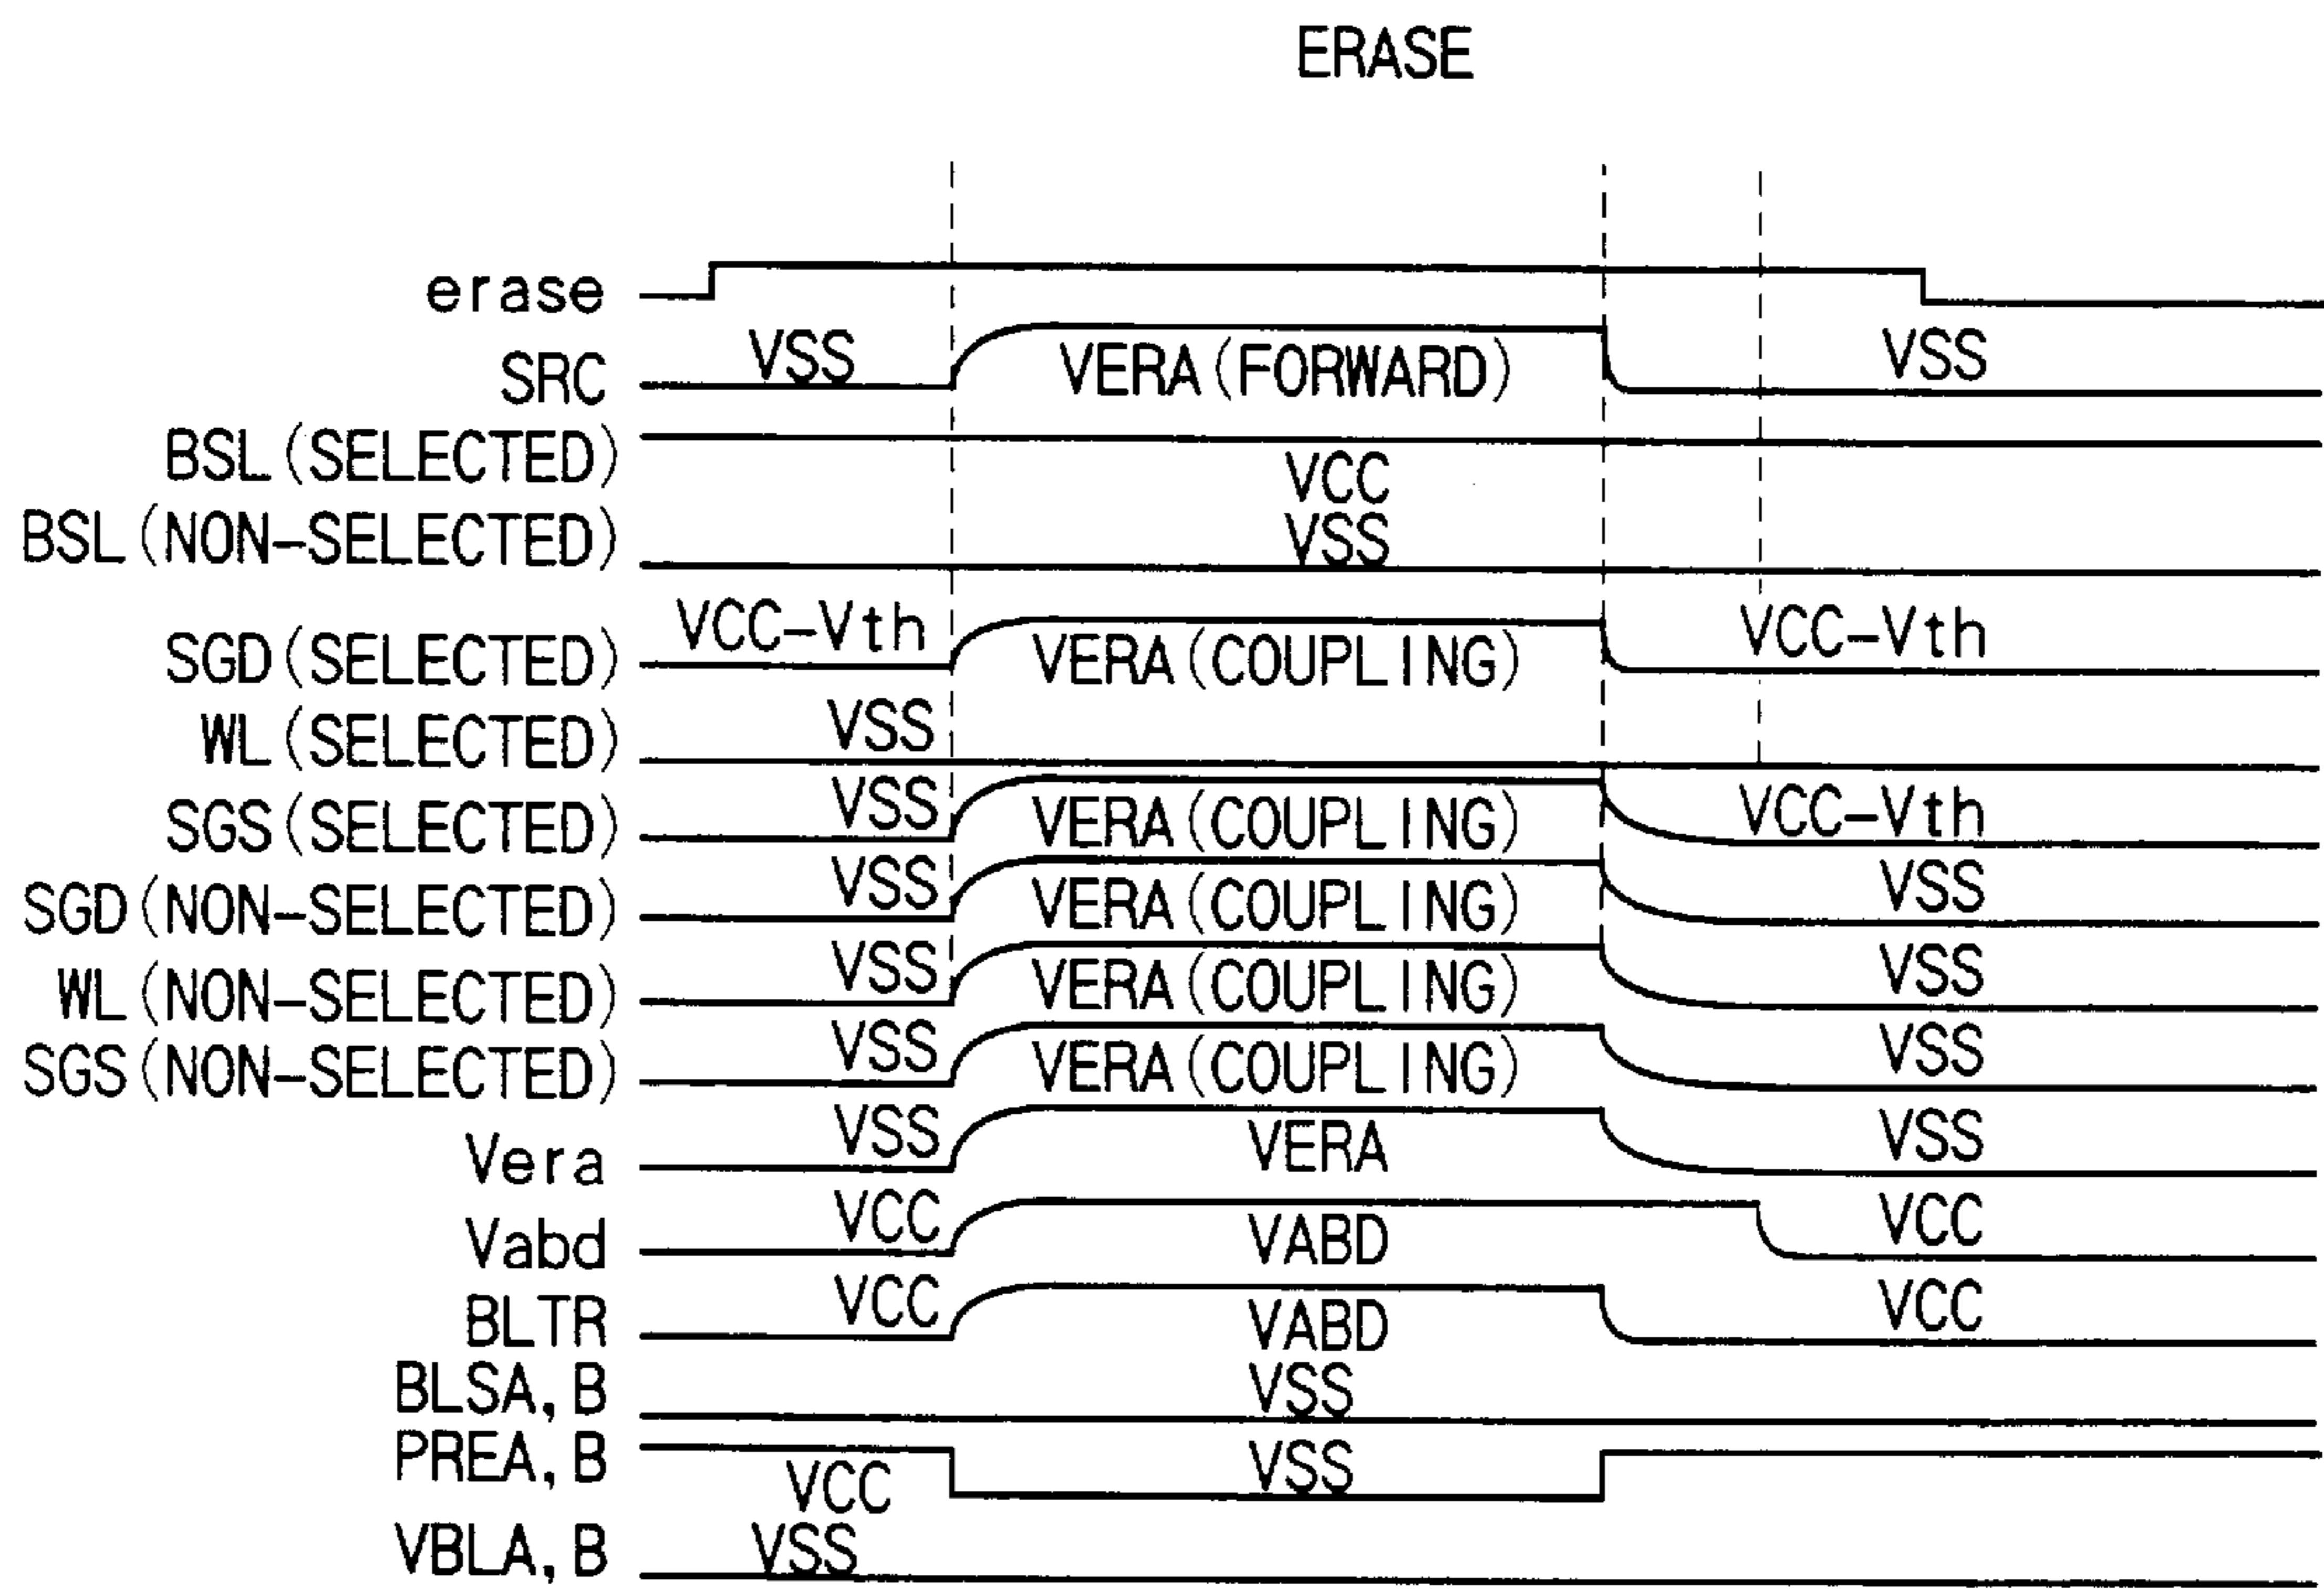 ERASE
erase
SRC VSS VERA(FORWARD) VSS
BSL(SELECTED) VCC
BSL(NON-SELECTED) VSS
SGD(SELECTED) VCC-Vth VERA(COUPLING) VCC-Vth
WL(SELECTED) VSS
SGS(SELECTED) VSS VERA(COUPLING) VCC-Vth
SGD(NON-SELECTED) VSS VERA(COUPLING) VSS
WL(NON-SELECTED) VSS VERA(COUPLING) VSS
SGS(NON-SELECTED) VSS VERA(COUPLING) VSS
Vera VSS VERA VSS
Vabd VCC VABD VCC
BLTR VCC VABD VCC
BLSA,B VSS
PREA,B VCC VSS
VBLA,B VSS